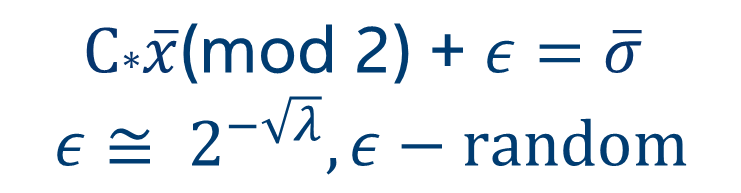 C∗x̄(mod 2) + ϵ = σ̄
ϵ ≅ 2^{−√λ̅}, ϵ − random